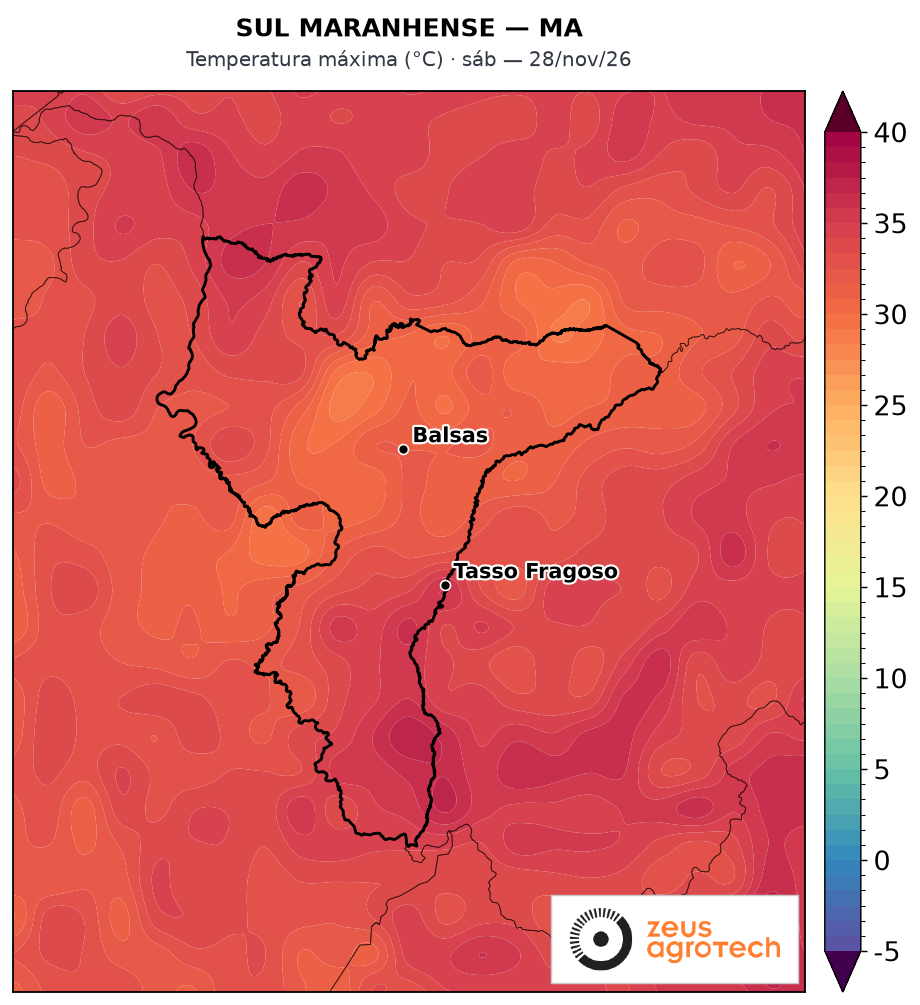 SUL MARANHENSE — MA
Temperatura máxima (°C) · sáb — 28/nov/26
40
35
30
25
20
15
10
5
0
-5
Balsas
Tasso Fragoso
zeus
agrotech